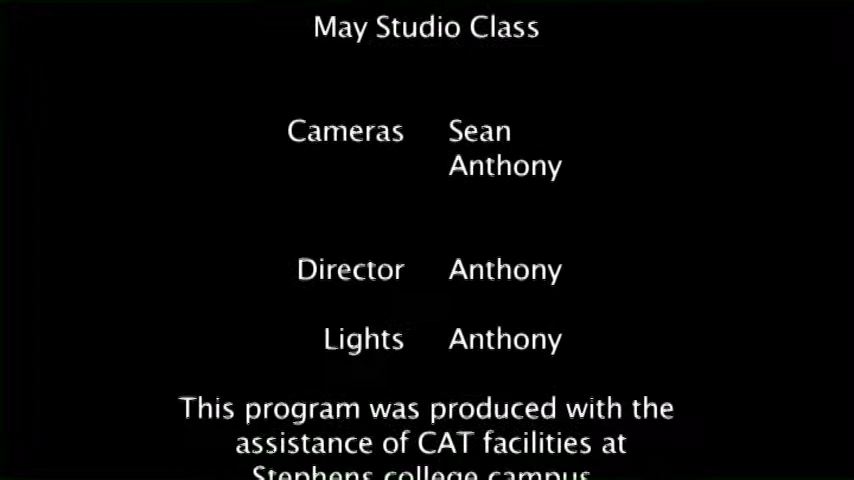 May Studio Class
Cameras Sean
Anthony
Director Anthony
Lights Anthony
This program was produced with the
assistance of CAT facilities at
Stephens college campus